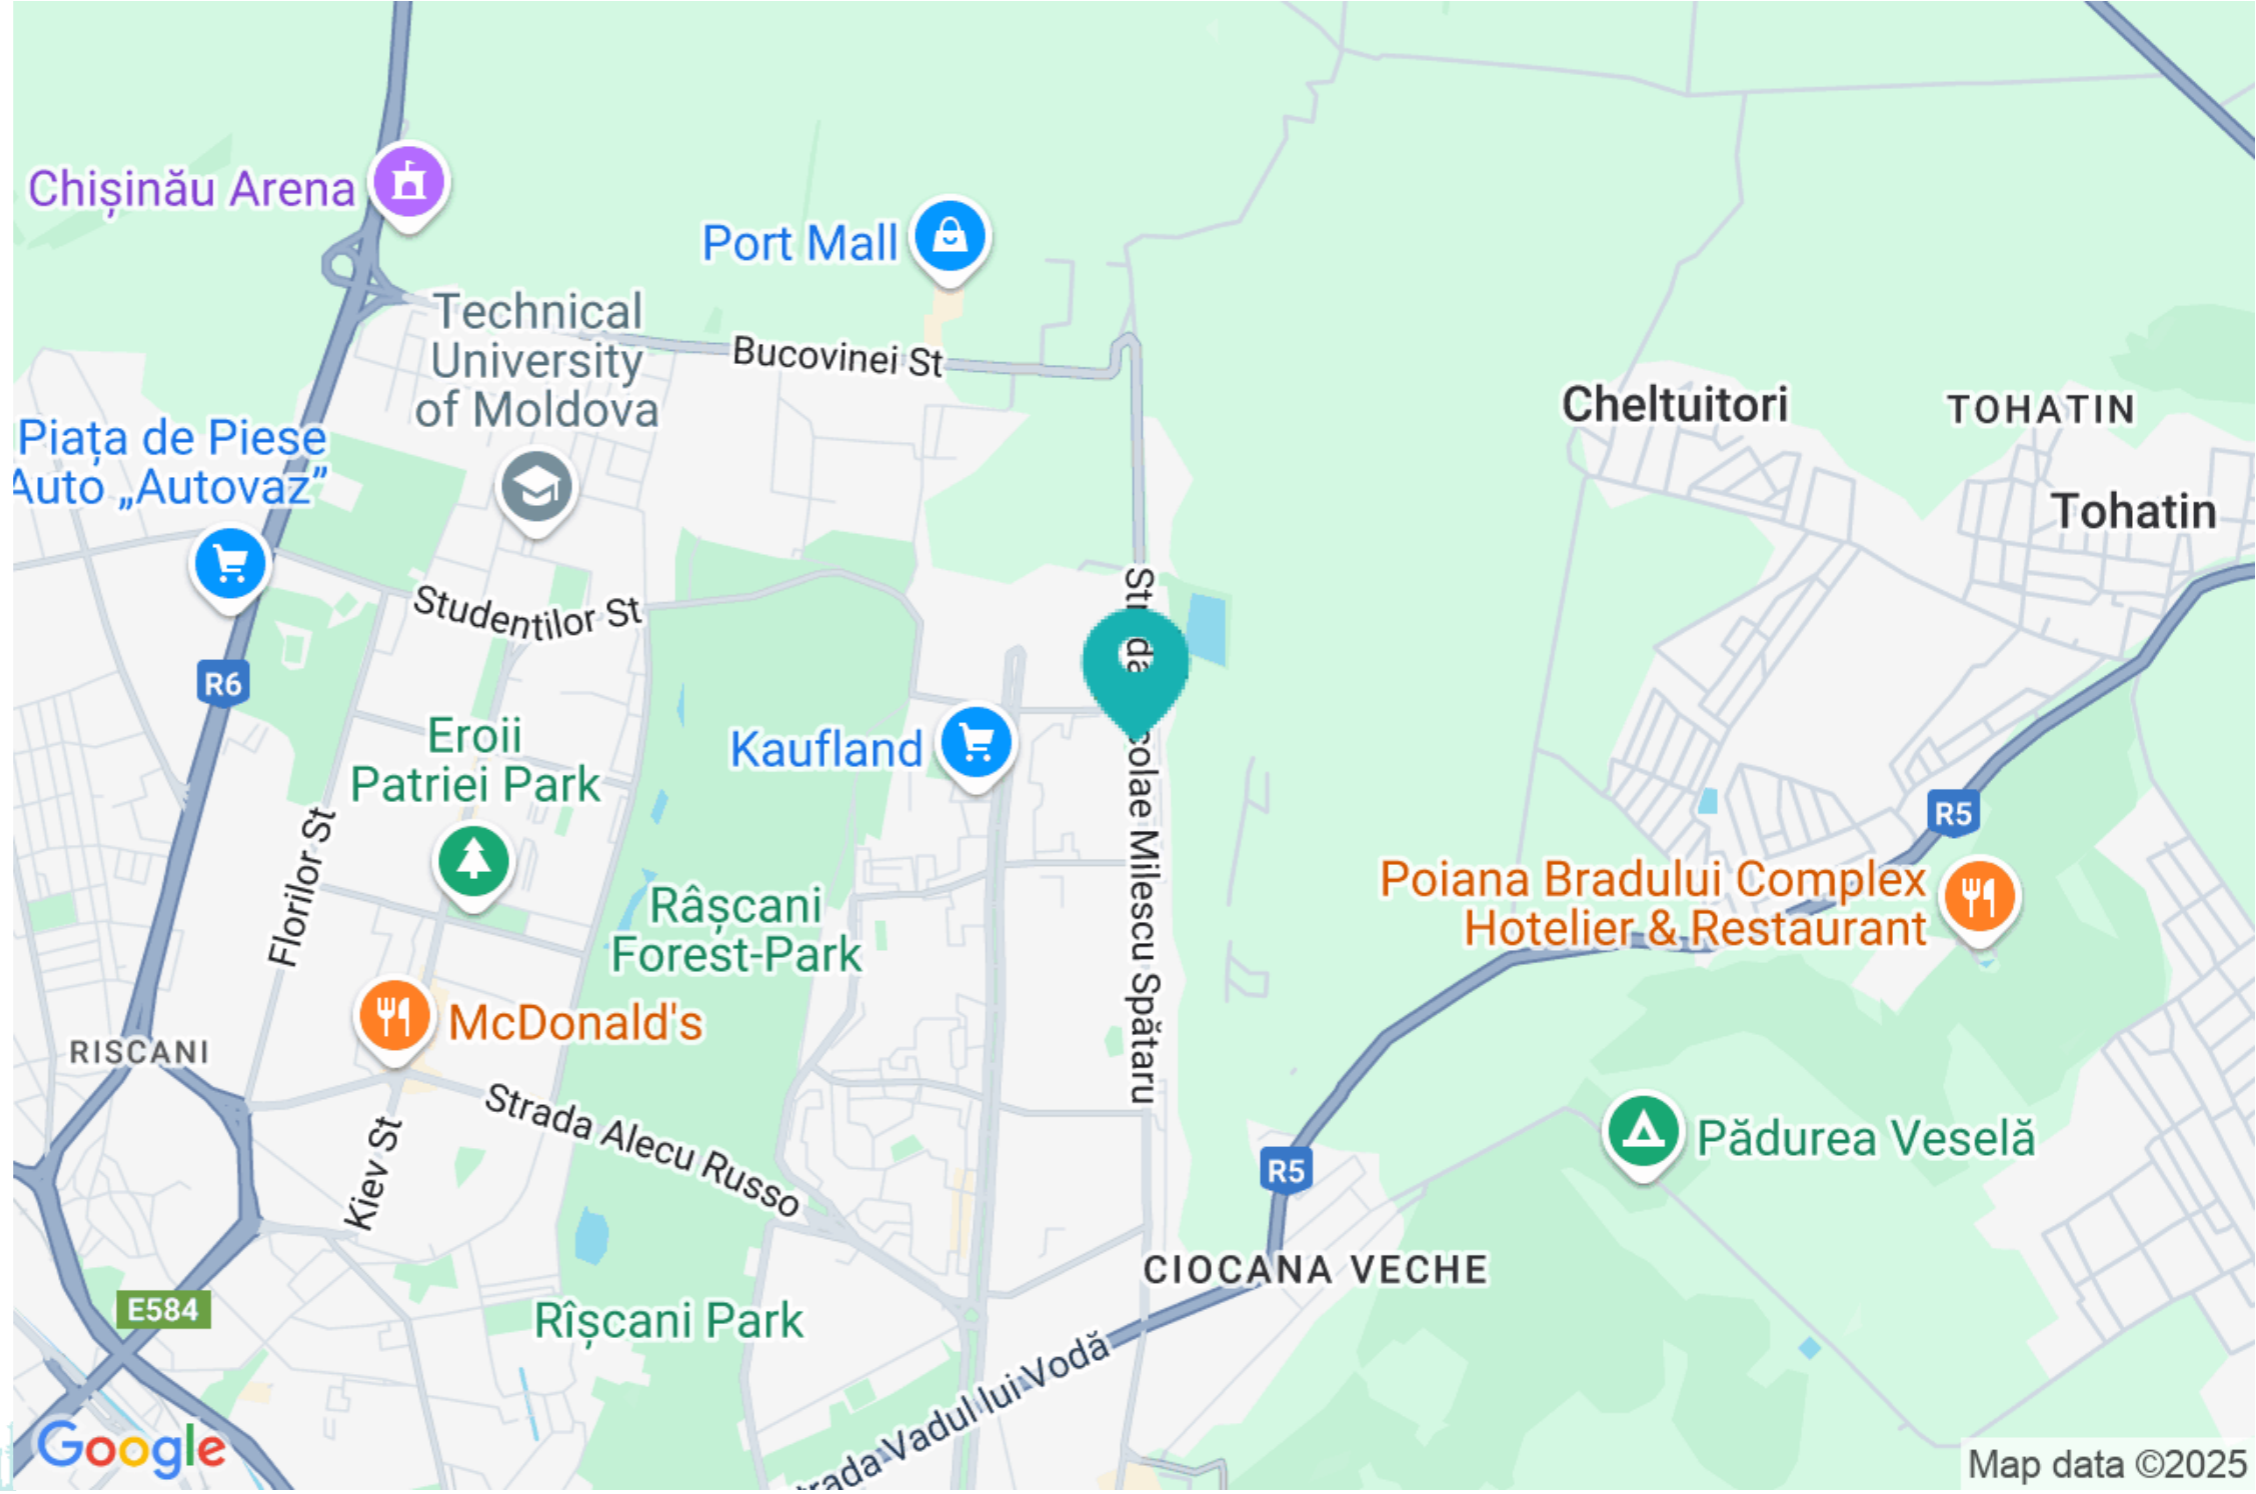 Chișinău Arena
Port Mall
Technical
University
of Moldova
Bucovinei St
Cheltuitori
TOHATIN
Piața de Piese
Auto „Autovaz”
Tohatin
Studentilor St
R6
Eroii
Patriei Park
Kaufland
R5
Florilor St
Râșcani
Forest-Park
Milescu Spătaru
Poiana Bradului Complex
Hotelier & Restaurant
McDonald's
RISCANI
Strada Alecu Russo
Kiev St
Pădurea Veselă
R5
CIOCANA VECHE
E584
Rîșcani Park
Vadul lui Vodă
Google
Map data ©2025